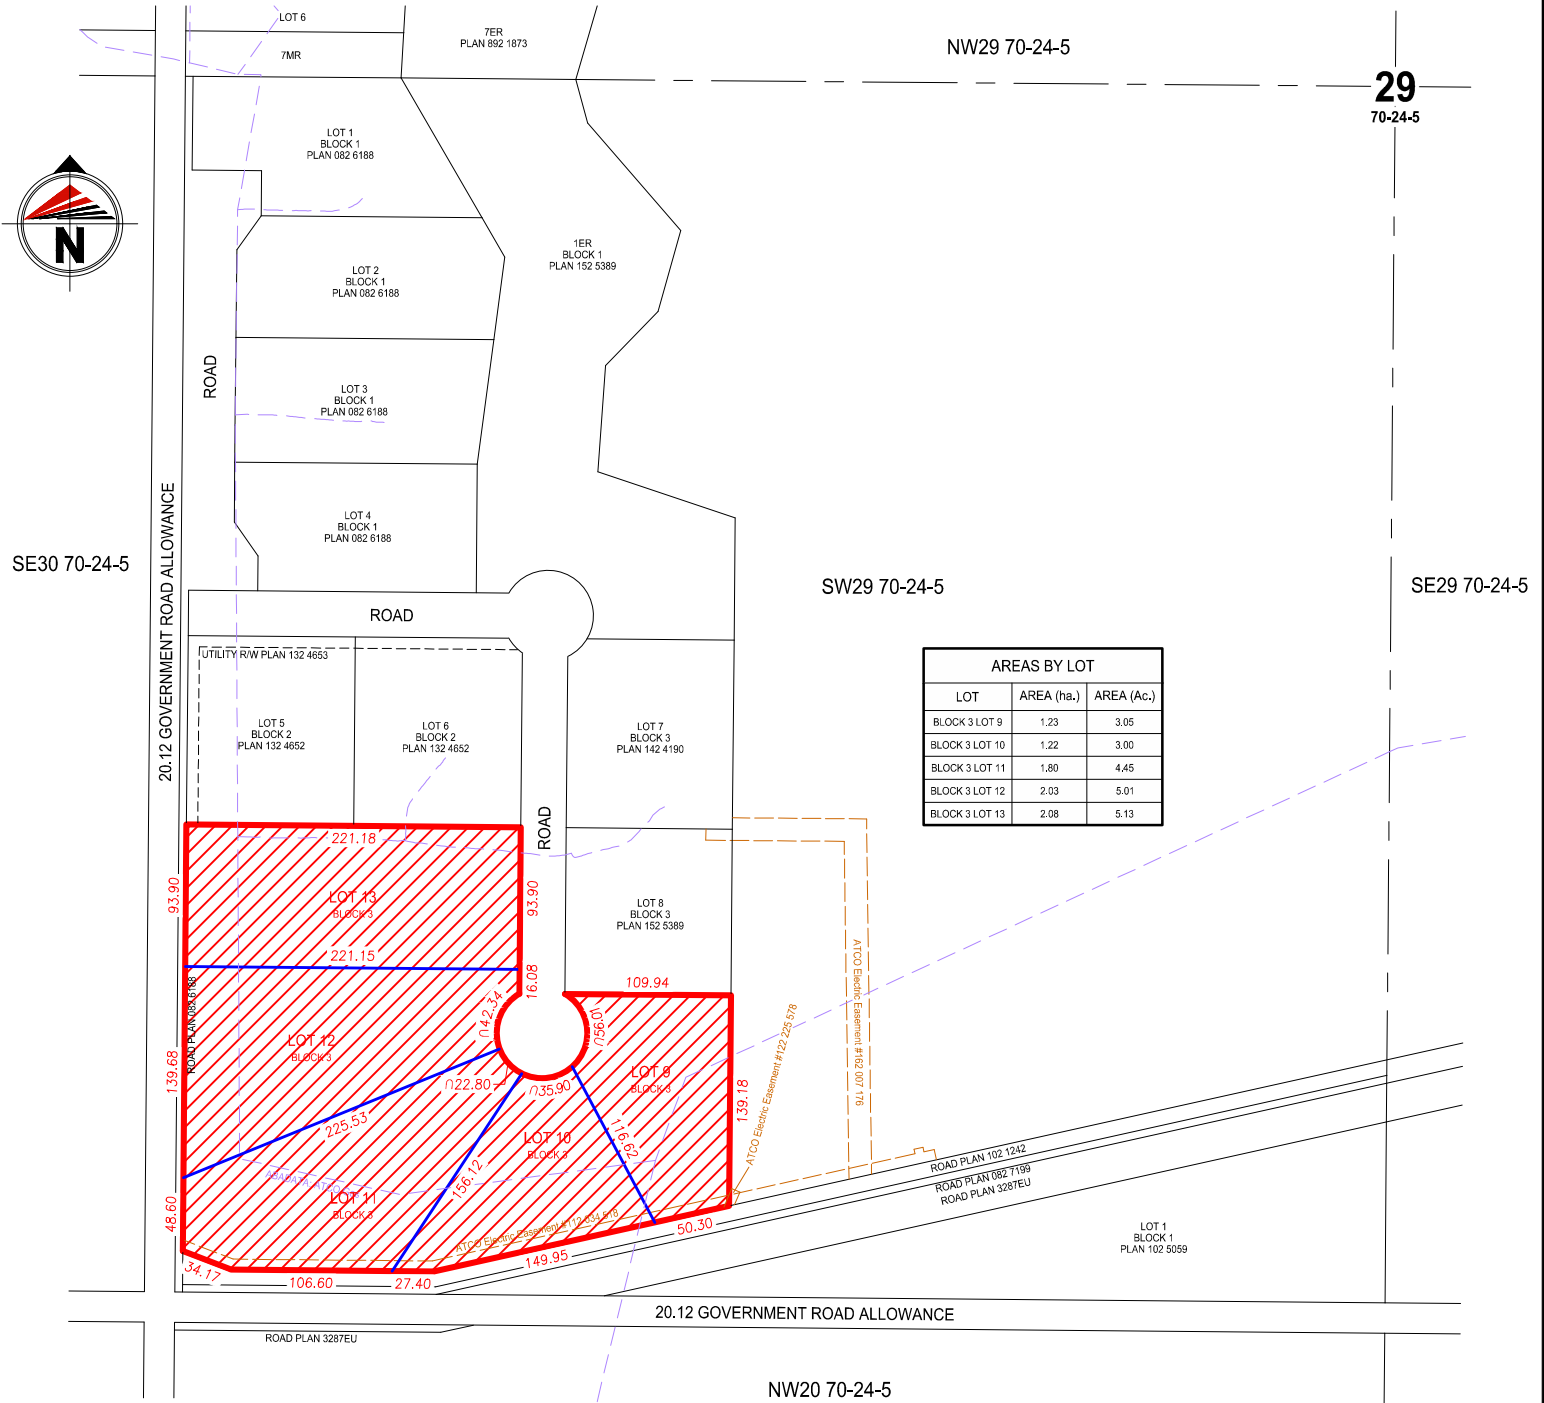 LOT 6
7MR
7ER
PLAN 892 1873
NW29 70-24-5
29
70-24-5
N
LOT 1
BLOCK 1
PLAN 082 6188
LOT 2
BLOCK 1
PLAN 082 6188
1ER
BLOCK 1
PLAN 152 5389
ROAD
LOT 3
BLOCK 1
PLAN 082 6188
LOT 4
BLOCK 1
PLAN 082 6188
20.12 GOVERNMENT ROAD ALLOWANCE
SE30 70-24-5
SW29 70-24-5
SE29 70-24-5
ROAD
UTILITY R/W PLAN 132 4653
LOT 5
BLOCK 2
PLAN 132 4652
LOT 6
BLOCK 2
PLAN 132 4652
LOT 7
BLOCK 3
PLAN 142 4190
AREAS BY LOT
LOT AREA (ha.) AREA (Ac.)
BLOCK 3 LOT 9 1.23 3.05
BLOCK 3 LOT 10 1.22 3.00
BLOCK 3 LOT 11 1.80 4.45
BLOCK 3 LOT 12 2.03 5.01
BLOCK 3 LOT 13 2.08 5.13
ROAD
221.18
93.90
LOT 13
BLOCK 3
93.90
LOT 8
BLOCK 3
PLAN 152 5389
221.15
16.08
109.94
ATCO Electric Easement #162 007 176
ATCO Electric Easement #122 225 578
ROAD PLAN 082 6188
LOT 12
BLOCK 3
42.34
56.01
139.68
22.80
35.90
LOT 9
BLOCK 3
139.18
225.53
LOT 10
BLOCK 3
116.62
156.12
LOT 11
BLOCK 3
48.60
ATCO Electric Easement #112 034 518
34.17
106.60
27.40
149.95
50.30
ROAD PLAN 102 1242
ROAD PLAN 082 7199
ROAD PLAN 3287EU
LOT 1
BLOCK 1
PLAN 102 5059
20.12 GOVERNMENT ROAD ALLOWANCE
ROAD PLAN 3287EU
NW20 70-24-5